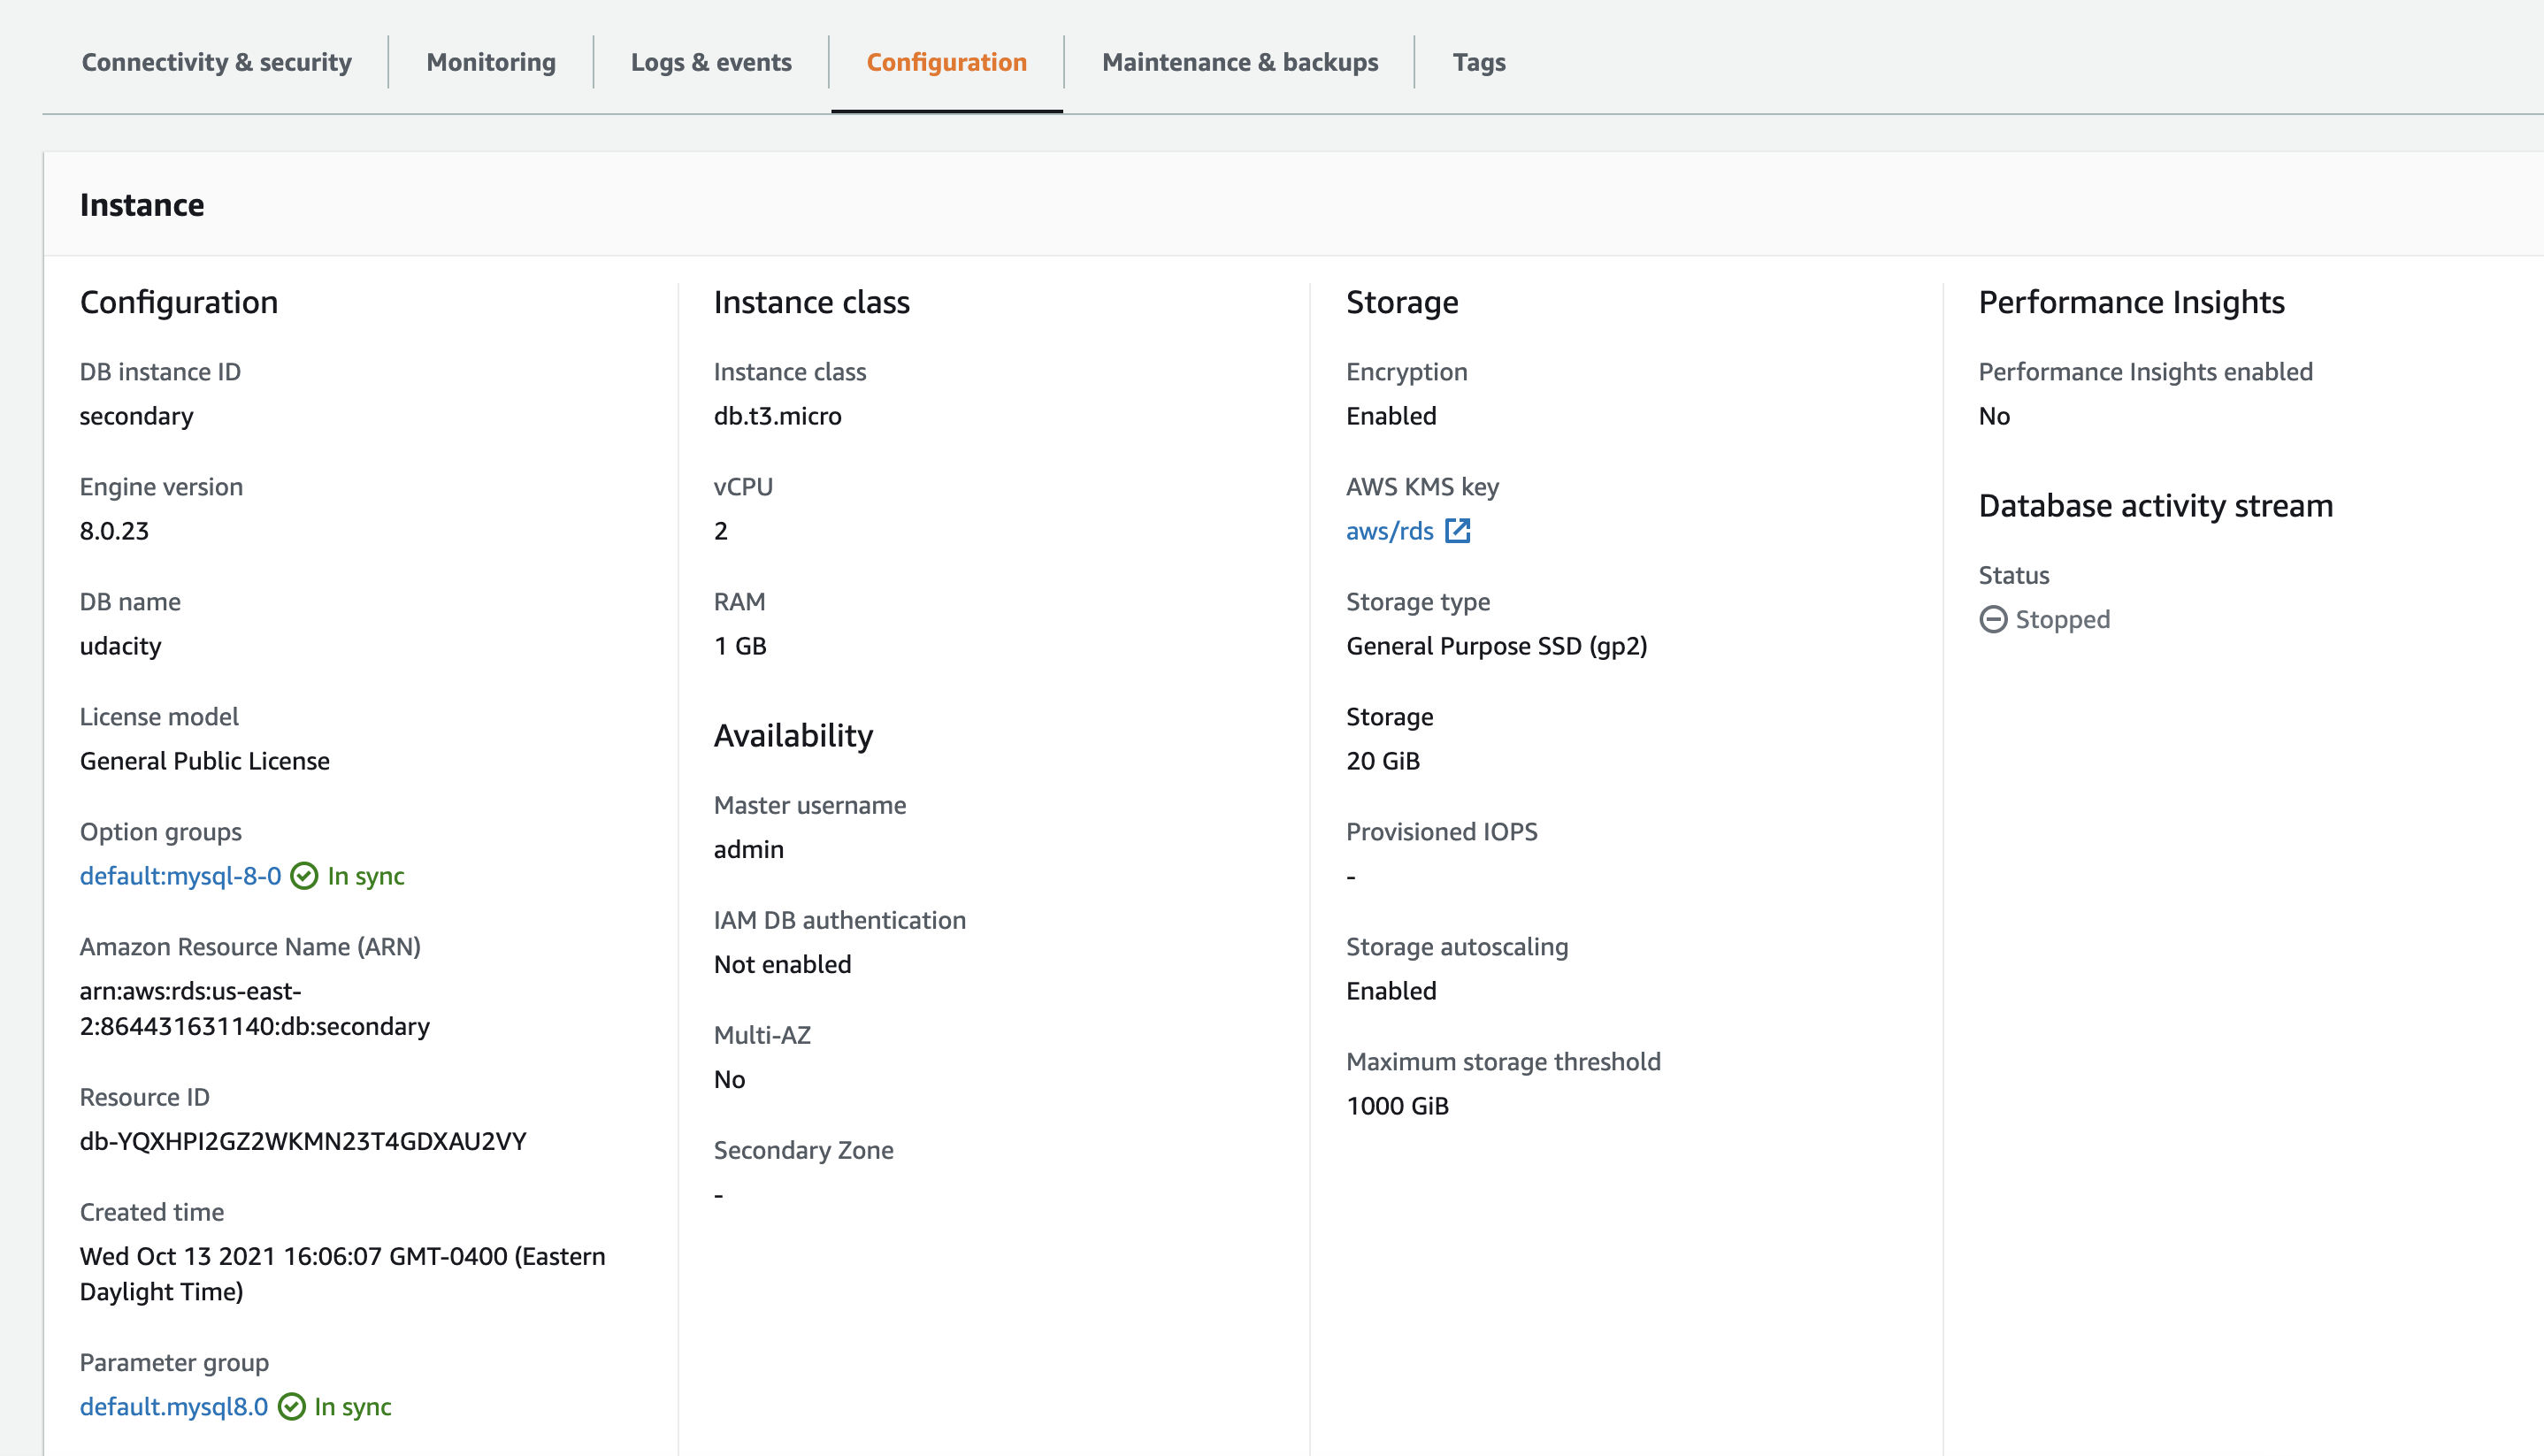 Connectivity & security
Monitoring
Logs & events
Configuration
Maintenance & backups
Tags
Instance
Configuration
DB instance ID
secondary
Engine version
8.0.23
DB name
udacity
License model
General Public License
Option groups
default:mysql-8-0 In sync
Amazon Resource Name (ARN)
arn:aws:rds:us-east-
2:864431631140:db:secondary
Resource ID
db-YQXHPI2GZ2WKMN23T4GDXAU2VY
Created time
Wed Oct 13 2021 16:06:07 GMT-0400 (Eastern
Daylight Time)
Parameter group
default.mysql8.0 In sync
Instance class
Instance class
db.t3.micro
vCPU
2
RAM
1 GB
Availability
Master username
admin
IAM DB authentication
Not enabled
Multi-AZ
No
Secondary Zone
-
Storage
Encryption
Enabled
AWS KMS key
aws/rds
Storage type
General Purpose SSD (gp2)
Storage
20 GiB
Provisioned IOPS
-
Storage autoscaling
Enabled
Maximum storage threshold
1000 GiB
Performance Insights
Performance Insights enabled
No
Database activity stream
Status
Stopped